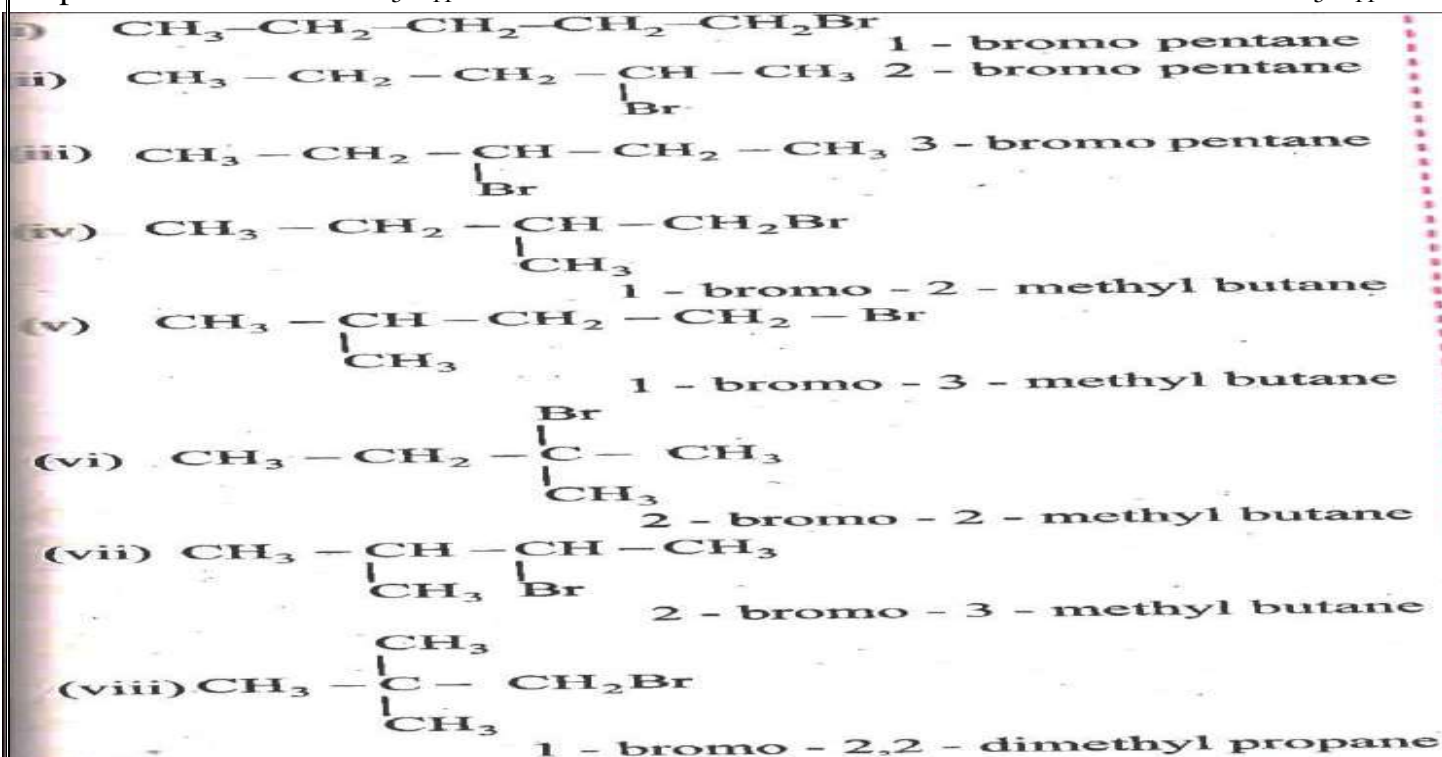 i) CH₃–CH₂–CH₂–CH₂–CH₂Br
1 - bromo pentane
ii) CH₃ – CH₂ – CH₂ – CH – CH₃ 2 - bromo pentane
Br
iii) CH₃ – CH₂ – CH – CH₂ – CH₃ 3 - bromo pentane
Br
(iv) CH₃ – CH₂ – CH – CH₂Br
CH₃
1 - bromo - 2 - methyl butane
(v) CH₃ – CH – CH₂ – CH₂ – Br
CH₃
1 - bromo - 3 - methyl butane
Br
(vi) CH₃ – CH₂ – C – CH₃
CH₃
2 - bromo - 2 - methyl butane
(vii) CH₃ – CH – CH – CH₃
CH₃ Br
2 - bromo - 3 - methyl butane
CH₃
(viii) CH₃ – C – CH₂Br
CH₃
1 - bromo - 2,2 - dimethyl propane